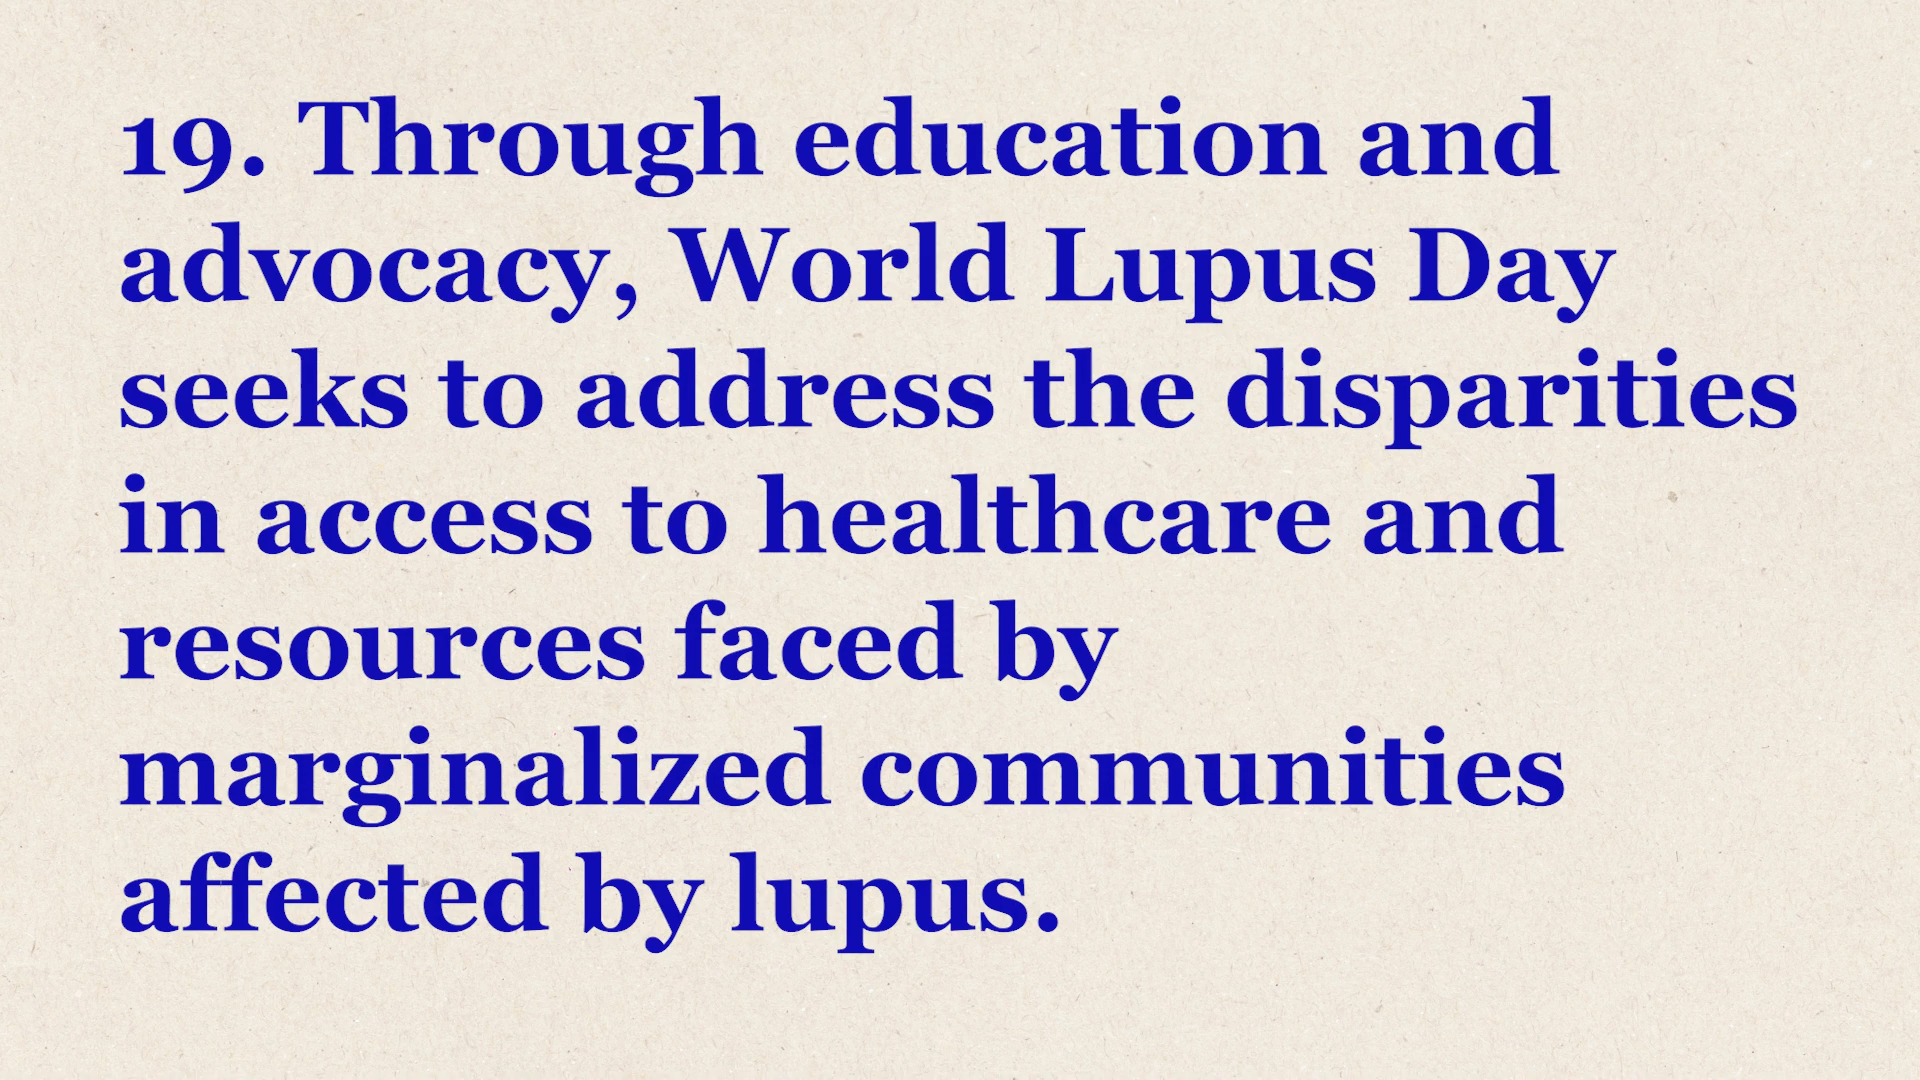 19. Through education and
advocacy, World Lupus Day
seeks to address the disparities
in access to healthcare and
resources faced by
marginalized communities
affected by lupus.